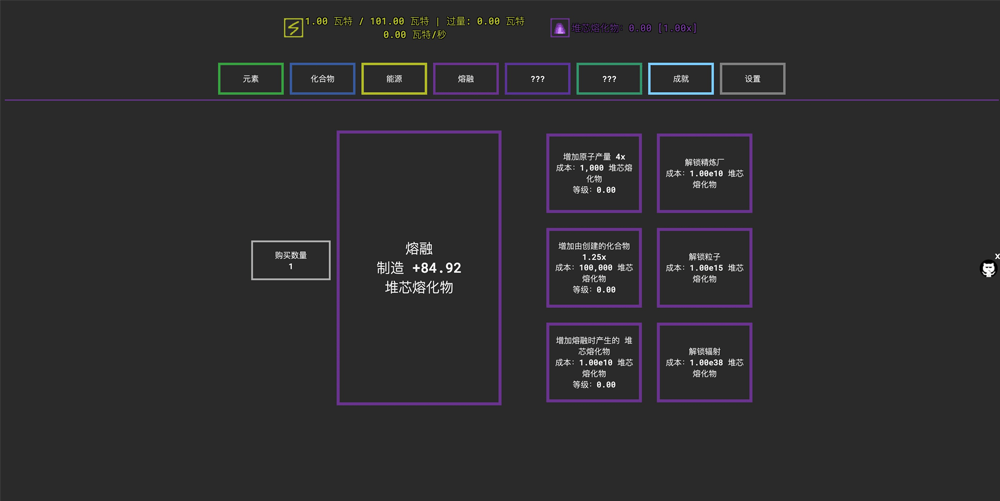 1.00 瓦特 / 101.00 瓦特 | 过量: 0.00 瓦特
0.00 瓦特/秒
堆芯熔化物: 0.00 [1.00x]
元素
化合物
能源
熔融
???
???
成就
设置
购买数量
1
熔融
制造 +84.92
堆芯熔化物
增加原子产量 4x
成本: 1,000 堆芯熔
化物
等级: 0.00
解锁精炼厂
成本: 1.00e10 堆芯
熔化物
增加由创建的化合物
1.25x
成本: 100,000 堆芯
熔化物
等级: 0.00
解锁粒子
成本: 1.00e15 堆芯
熔化物
增加熔融时产生的 堆
芯熔化物
成本: 1.00e10 堆芯
熔化物
等级: 0.00
解锁辐射
成本: 1.00e38 堆芯
熔化物
x